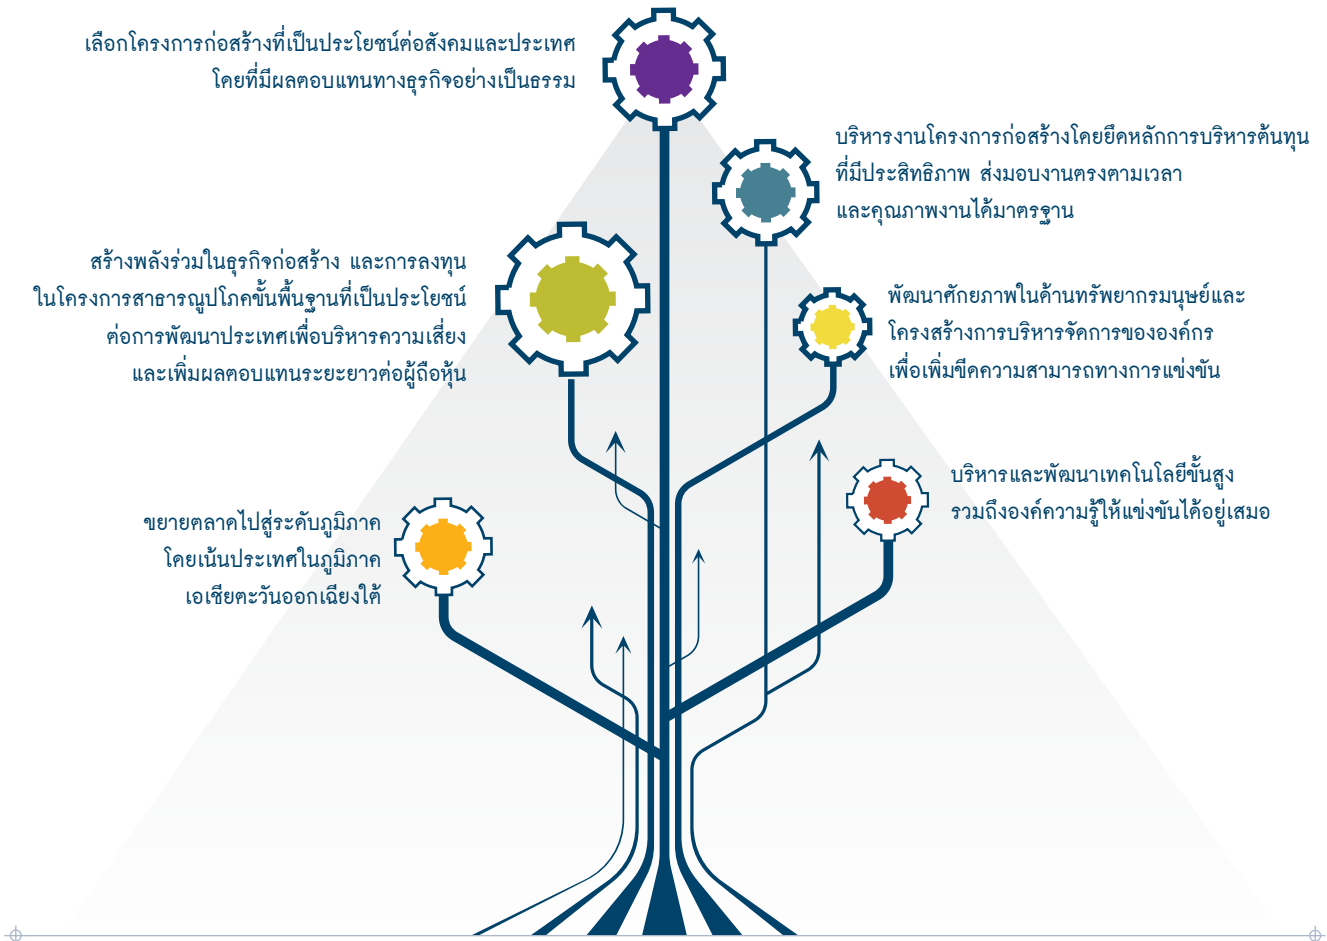 เลือกโครงการก่อสร้างที่เป็นประโยชน์ต่อสังคมและประเทศ
โดยที่มีผลตอบแทนทางธุรกิจอย่างเป็นธรรม
บริหารงานโครงการก่อสร้างโดยยึดหลักการบริหารต้นทุน
ที่มีประสิทธิภาพ ส่งมอบงานตรงตามเวลา
และคุณภาพงานได้มาตรฐาน
สร้างพลังร่วมในธุรกิจก่อสร้าง และการลงทุน
ในโครงการสาธารณูปโภคขั้นพื้นฐานที่เป็นประโยชน์
ต่อการพัฒนาประเทศเพื่อบริหารความเสี่ยง
และเพิ่มผลตอบแทนระยะยาวต่อผู้ถือหุ้น
พัฒนาศักยภาพในด้านทรัพยากรมนุษย์และ
โครงสร้างการบริหารจัดการขององค์กร
เพื่อเพิ่มขีดความสามารถทางการแข่งขัน
บริหารและพัฒนาเทคโนโลยีขั้นสูง
รวมถึงองค์ความรู้ให้แข่งขันได้อยู่เสมอ
ขยายตลาดไปสู่ระดับภูมิภาค
โดยเน้นประเทศในภูมิภาค
เอเชียตะวันออกเฉียงใต้